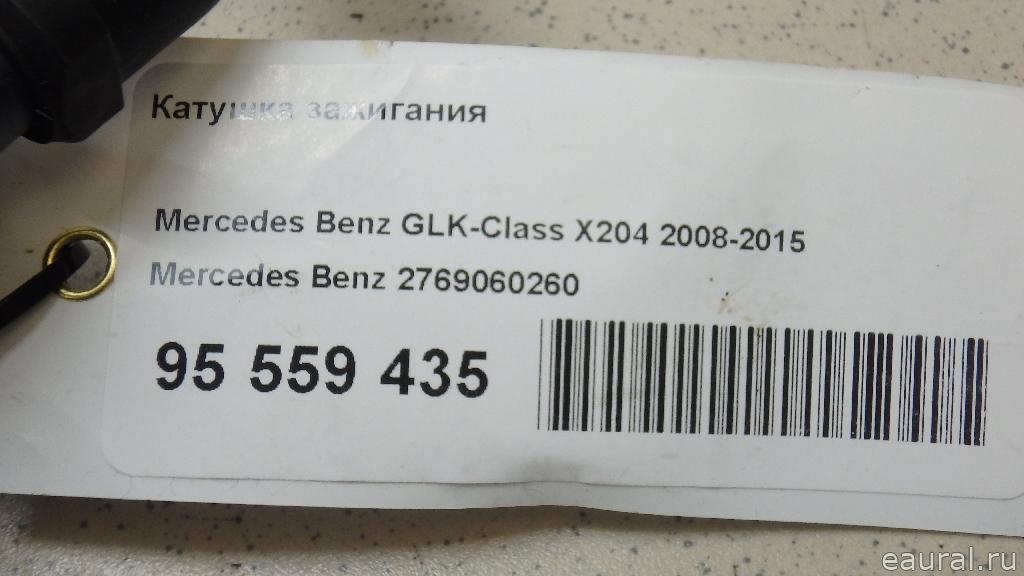 Катушка зажигания
Mercedes Benz GLK-Class X204 2008-2015
Mercedes Benz 2769060260
95 559 435
eaural.ru